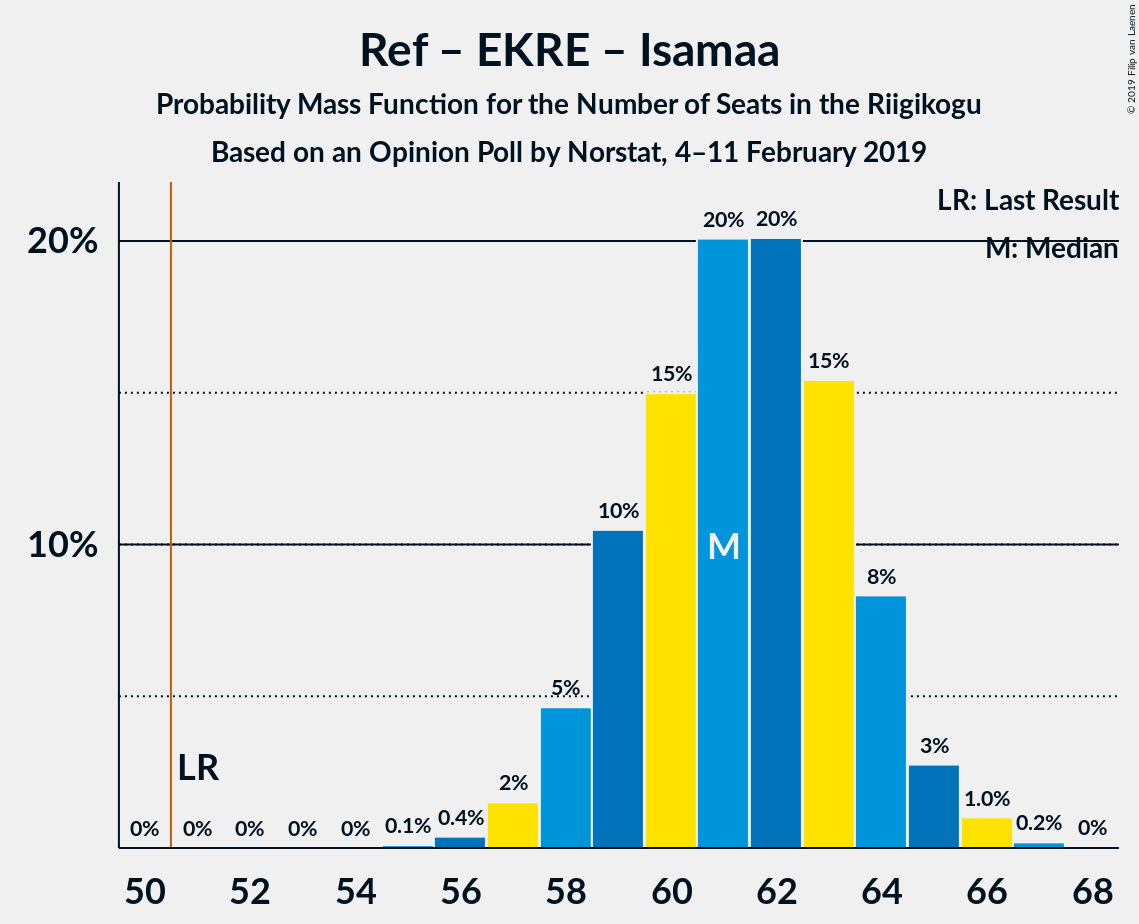 Ref – EKRE – Isamaa
Probability Mass Function for the Number of Seats in the Riigikogu
Based on an Opinion Poll by Norstat, 4–11 February 2019
© 2019 Filip van Laenen
LR: Last Result
M: Median
20%
10%
20% 20%
15% 15%
10%
M
8%
5%
3%
LR
2%
1.0%
0% 0% 0% 0% 0% 0.1% 0.4% 0.2% 0%
50 52 54 56 58 60 62 64 66 68